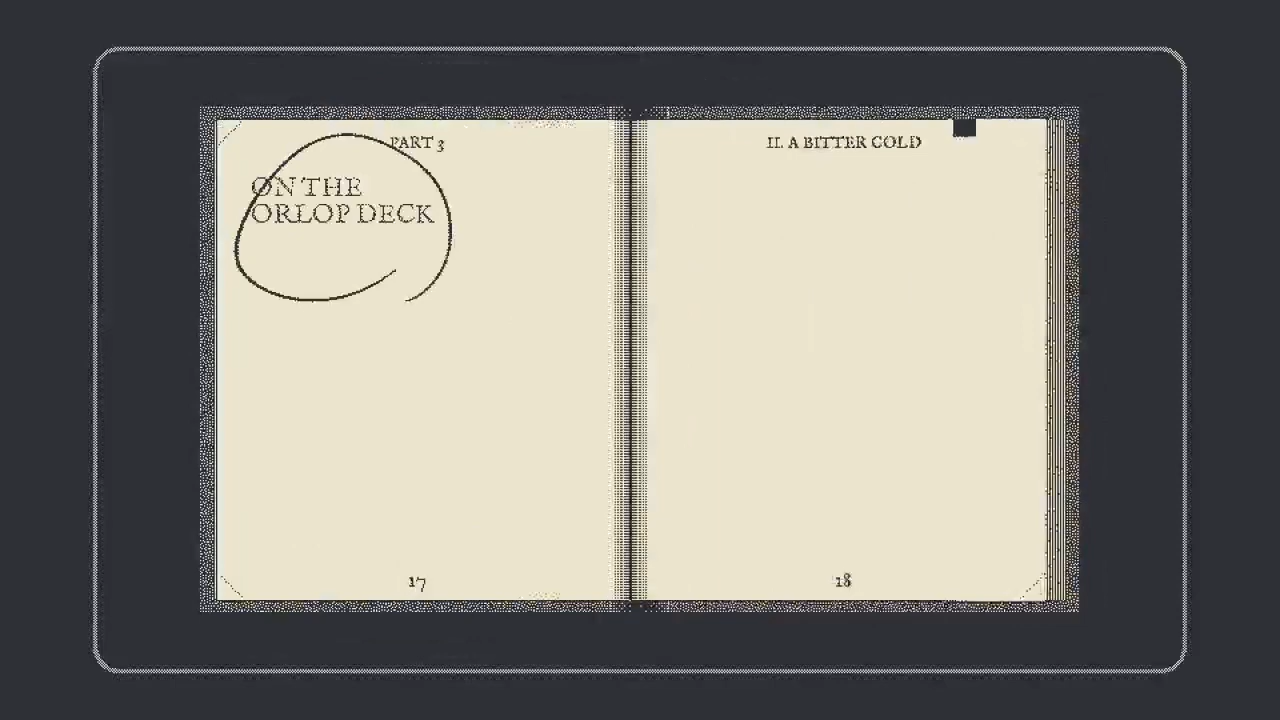 PART 3
ON THE
ORLOP DECK
17
II. A BITTER COLD
18